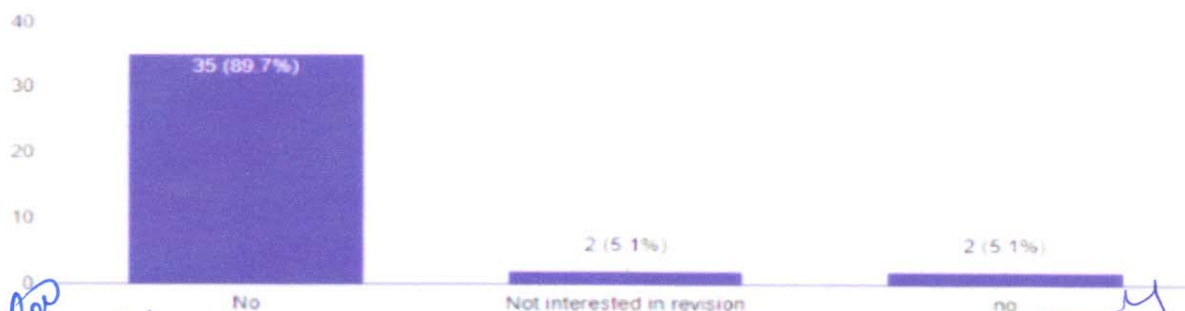 40
35 (89.7%)
30
20
10
2 (5.1%)
2 (5.1%)
0
No
Not interested in revision
no